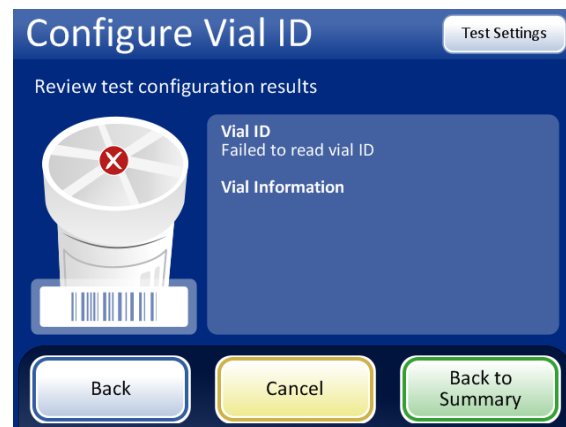 Configure Vial ID
Test Settings
Review test configuration results
Vial ID
Failed to read vial ID
Vial Information
Back
Cancel
Back to
Summary